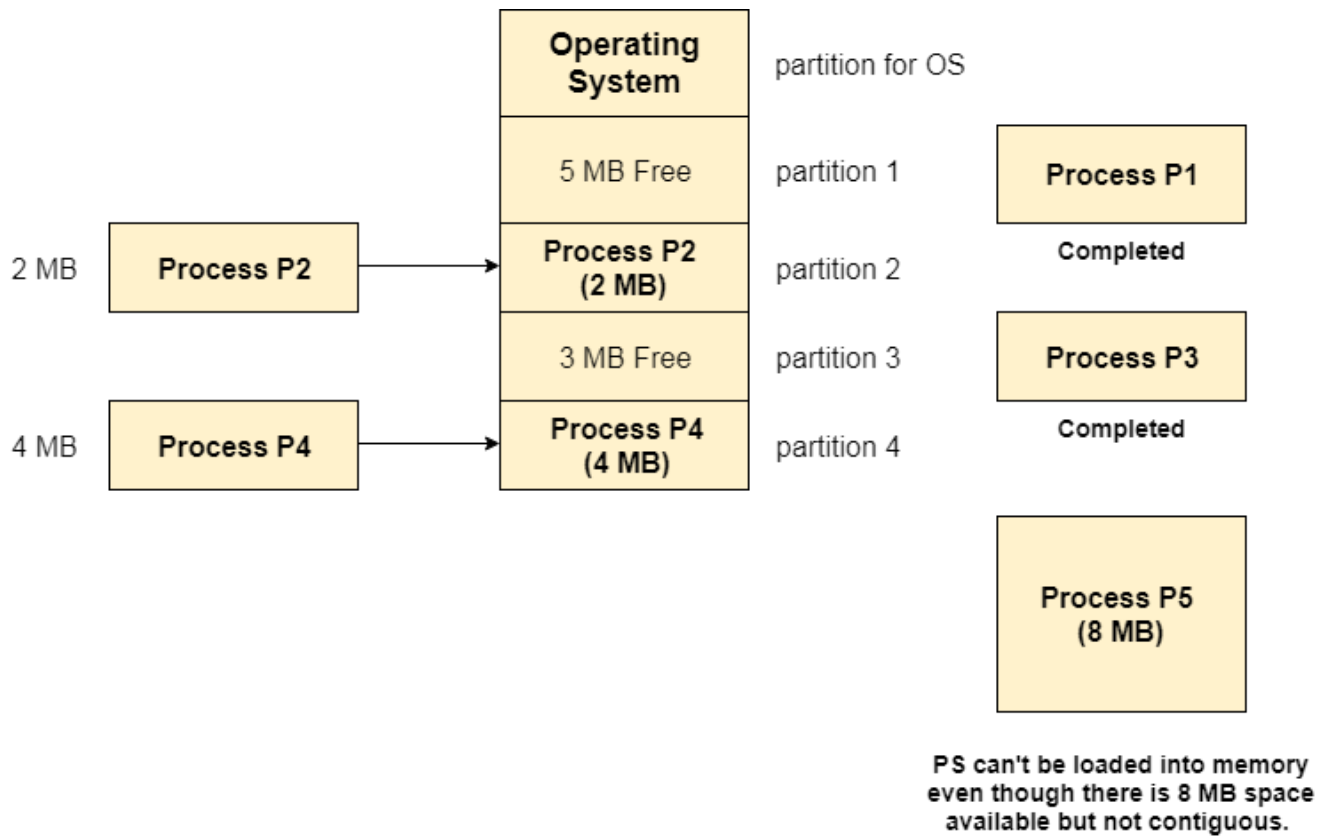 Operating
System
partition for OS
5 MB Free
partition 1
Process P1
Completed
2 MB
Process P2
Process P2
(2 MB)
partition 2
3 MB Free
partition 3
Process P3
Completed
4 MB
Process P4
Process P4
(4 MB)
partition 4
Process P5
(8 MB)
PS can't be loaded into memory
even though there is 8 MB space
available but not contiguous.